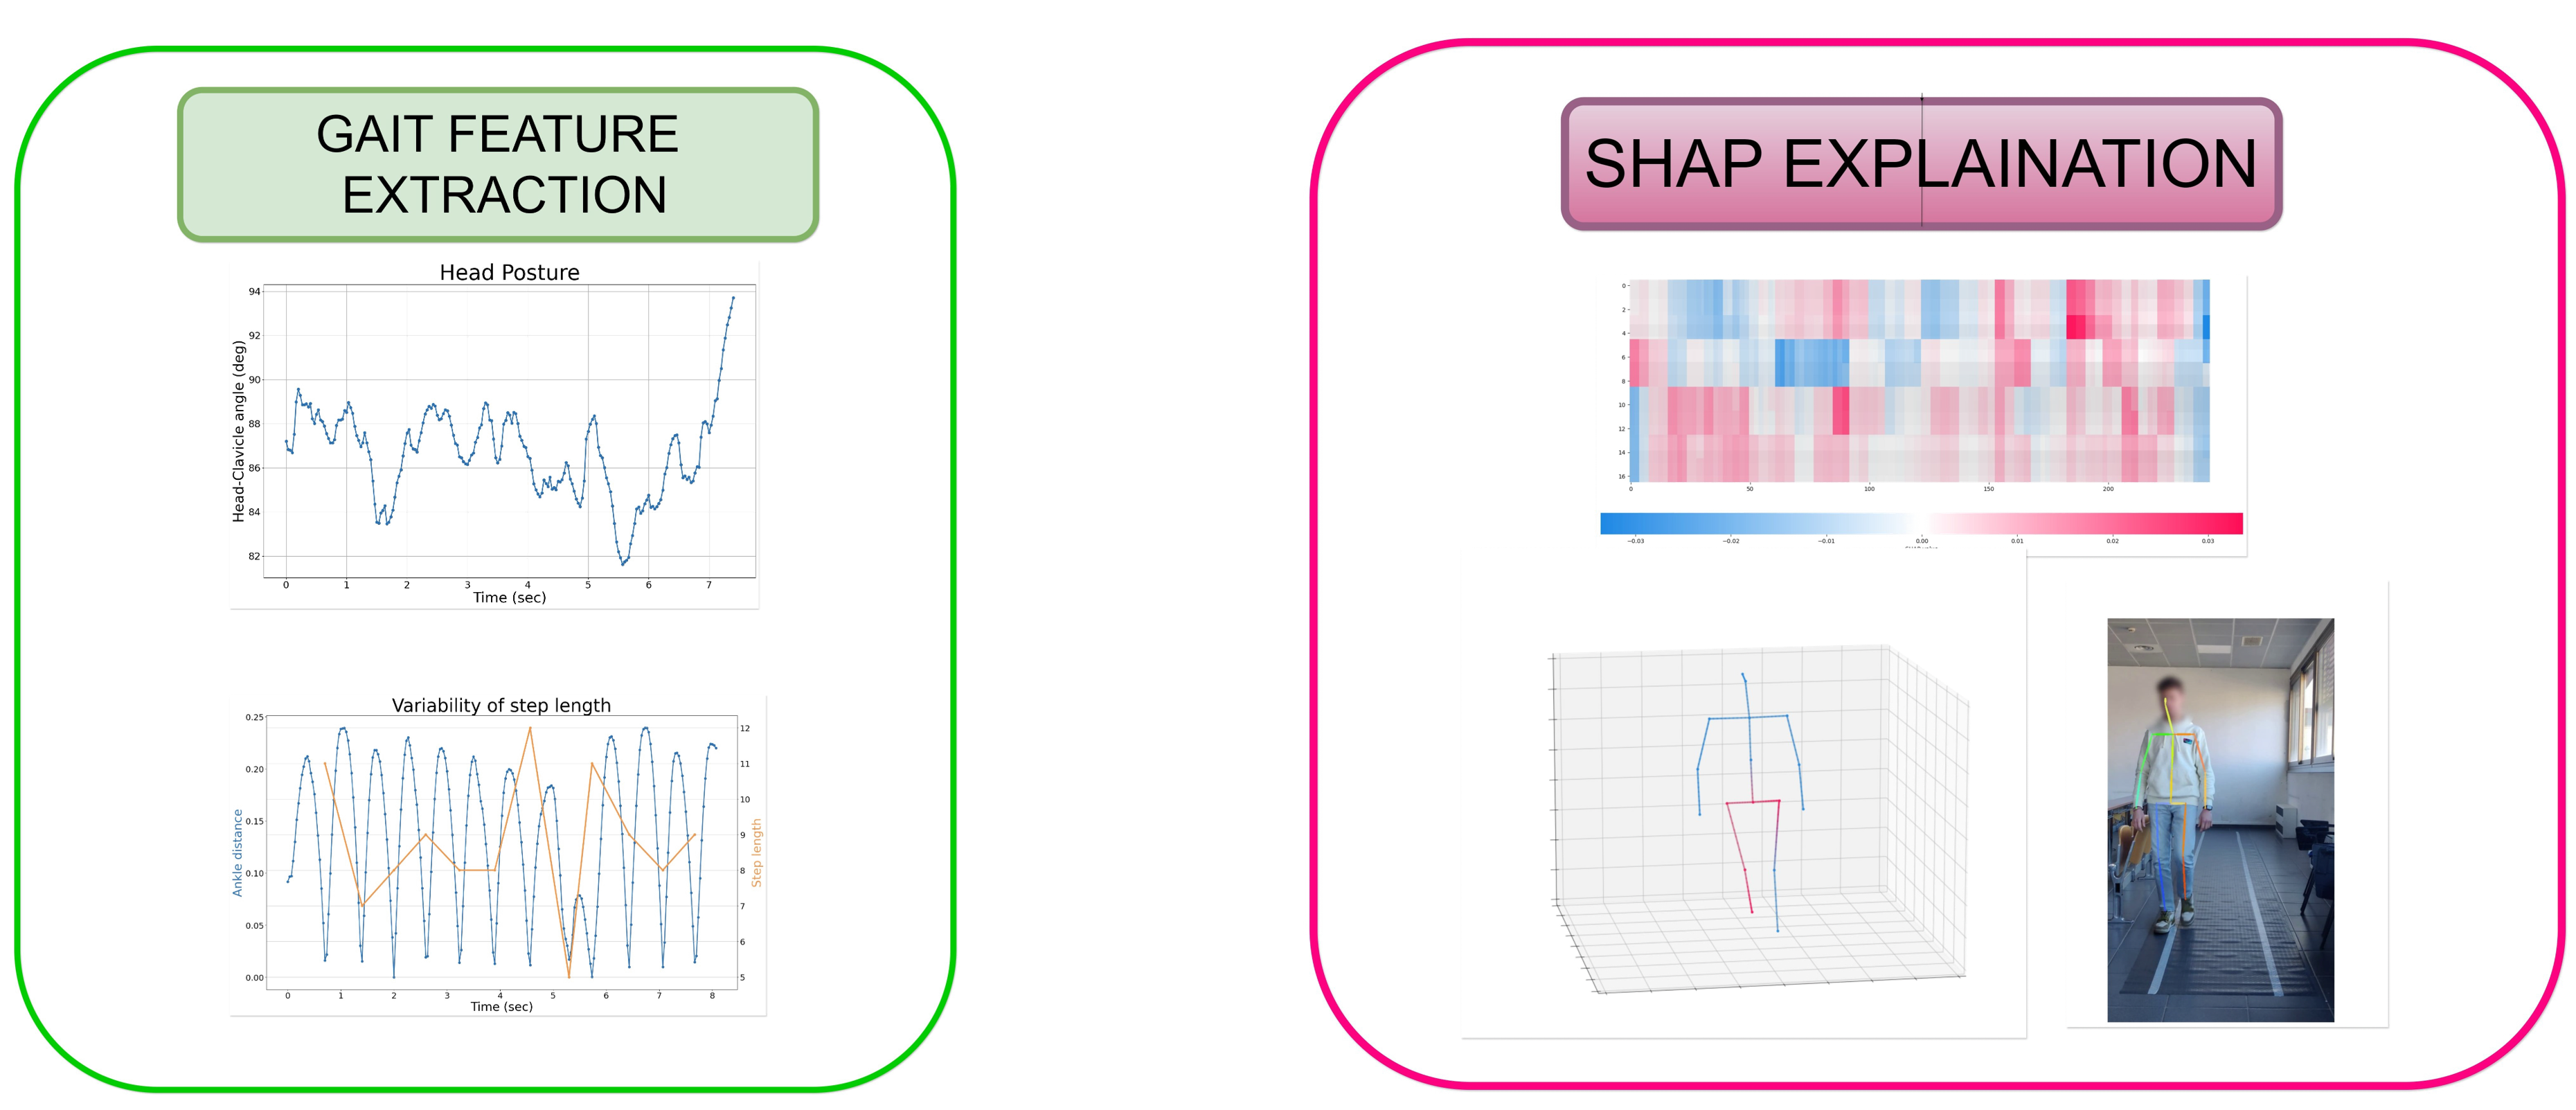 GAIT FEATURE
EXTRACTION
Head Posture
94
92
90
88
86
84
82
Head-Clavicle angle (deg)
0 1 2 3 4 5 6 7
Time (sec)
Variability of step length
0.25
0.20
0.15
0.10
0.05
0.00
Ankle distance
12
11
10
9
8
7
6
5
Step length
0 1 2 3 4 5 6 7 8
Time (sec)
SHAP EXPLAINATION
0
2
4
6
8
10
12
14
16
0 50 100 150 200
−0.03 −0.02 −0.01 0.00 0.01 0.02 0.03